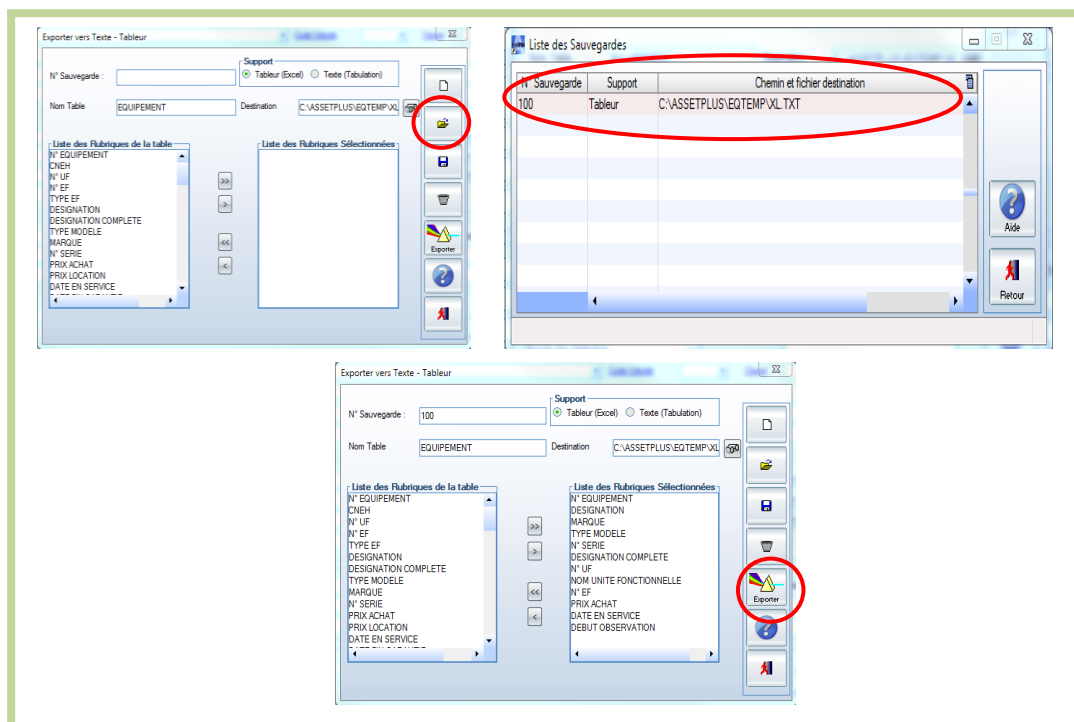 Exporter vers Texte - Tableur
N° Sauvegarde :
Support
Tableur (Excel) Texte (Tabulation)
Nom Table EQUIPEMENT Destination C:\ASSETPLUS\EQTEMP\XL
Liste des Rubriques de la table
N° EQUIPEMENT
CNEH
N° UF
N° EF
TYPE EF
DESIGNATION
DESIGNATION COMPLETE
TYPE MODELE
MARQUE
N° SERIE
PRIX ACHAT
PRIX LOCATION
DATE EN SERVICE
>>
>
<<
<
Liste des Rubriques Sélectionnées
Exporter
Liste des Sauvegardes
N° Sauvegarde Support Chemin et fichier destination
100 Tableur C:\ASSETPLUS\EQTEMP\XL.TXT
Aide
Retour
Exporter vers Texte - Tableur
N° Sauvegarde : 100
Support
Tableur (Excel) Texte (Tabulation)
Nom Table EQUIPEMENT Destination C:\ASSETPLUS\EQTEMP\XL
Liste des Rubriques de la table
N° EQUIPEMENT
CNEH
N° UF
N° EF
TYPE EF
DESIGNATION
DESIGNATION COMPLETE
TYPE MODELE
MARQUE
N° SERIE
PRIX ACHAT
PRIX LOCATION
DATE EN SERVICE
>>
>
<<
<
Liste des Rubriques Sélectionnées
N° EQUIPEMENT
DESIGNATION
MARQUE
TYPE MODELE
N° SERIE
DESIGNATION COMPLETE
N° UF
NOM UNITE FONCTIONNELLE
N° EF
PRIX ACHAT
DATE EN SERVICE
DEBUT OBSERVATION
Exporter